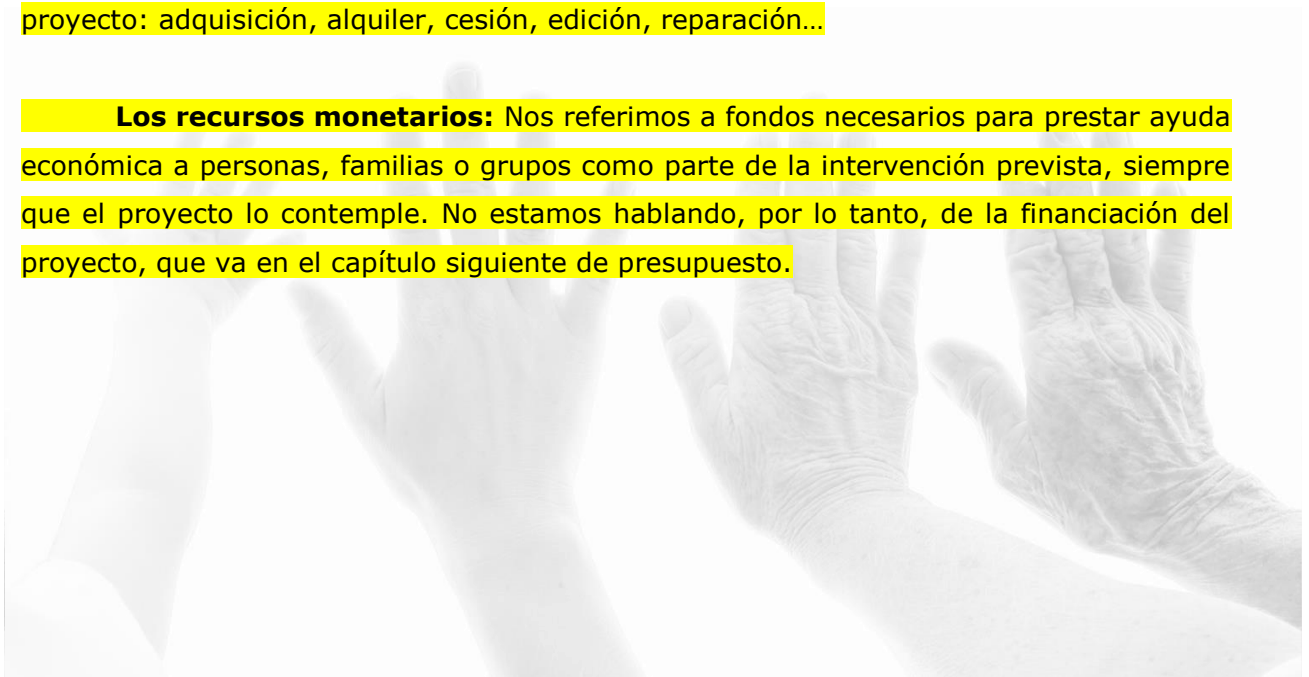 proyecto: adquisición, alquiler, cesión, edición, reparación…
Los recursos monetarios: Nos referimos a fondos necesarios para prestar ayuda
económica a personas, familias o grupos como parte de la intervención prevista, siempre
que el proyecto lo contemple. No estamos hablando, por lo tanto, de la financiación del
proyecto, que va en el capítulo siguiente de presupuesto.